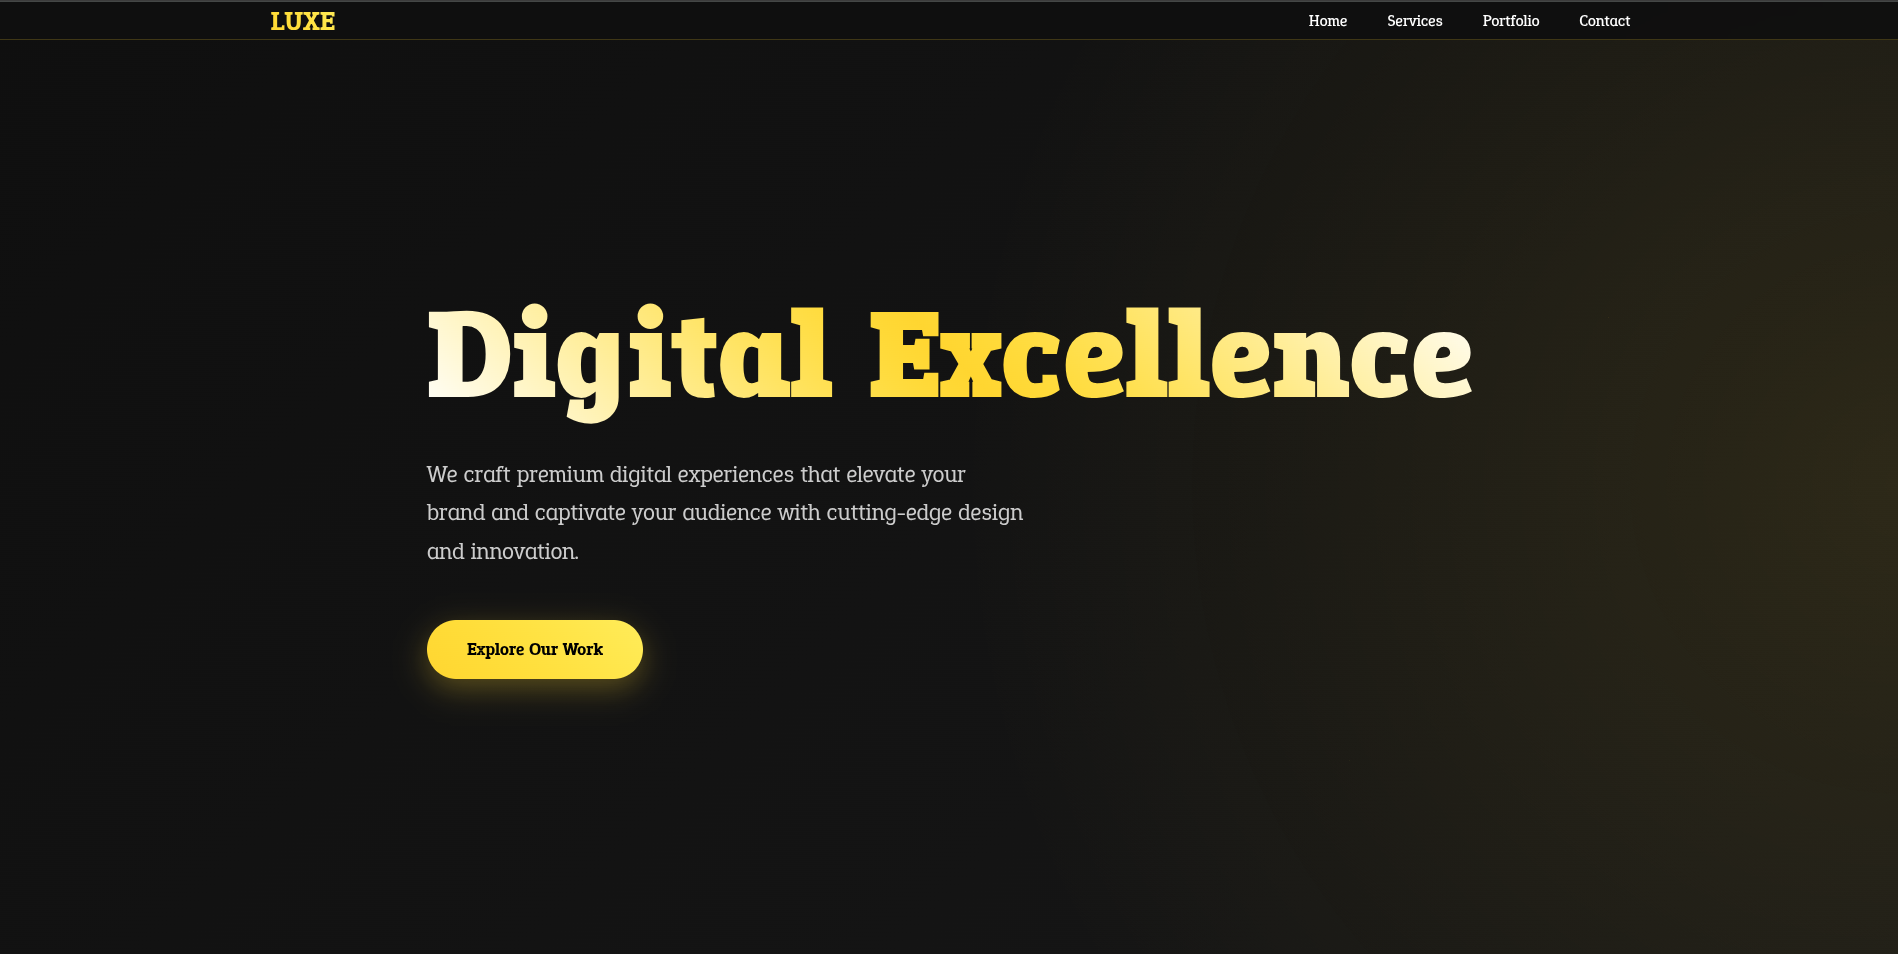 LUXE
Home Services Portfolio Contact
Digital Excellence
We craft premium digital experiences that elevate your
brand and captivate your audience with cutting-edge design
and innovation.
Explore Our Work